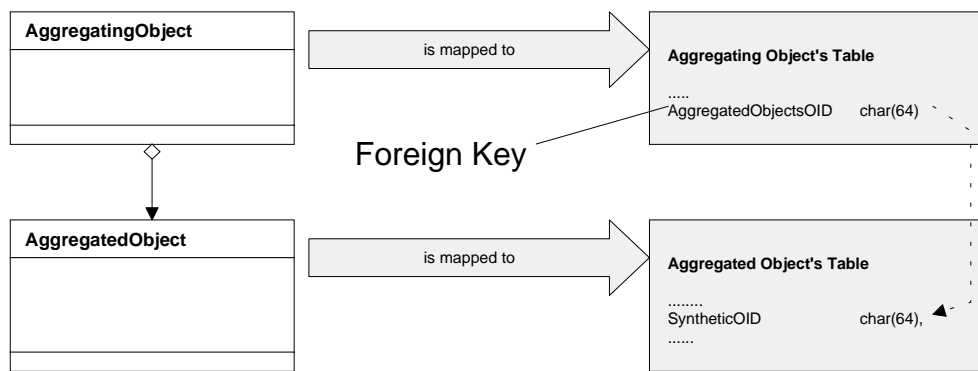 AggregatingObject
is mapped to
Aggregating Object's Table
.....
AggregatedObjectsOID char(64)
Foreign Key
AggregatedObject
is mapped to
Aggregated Object's Table
........
SyntheticOID char(64),
......